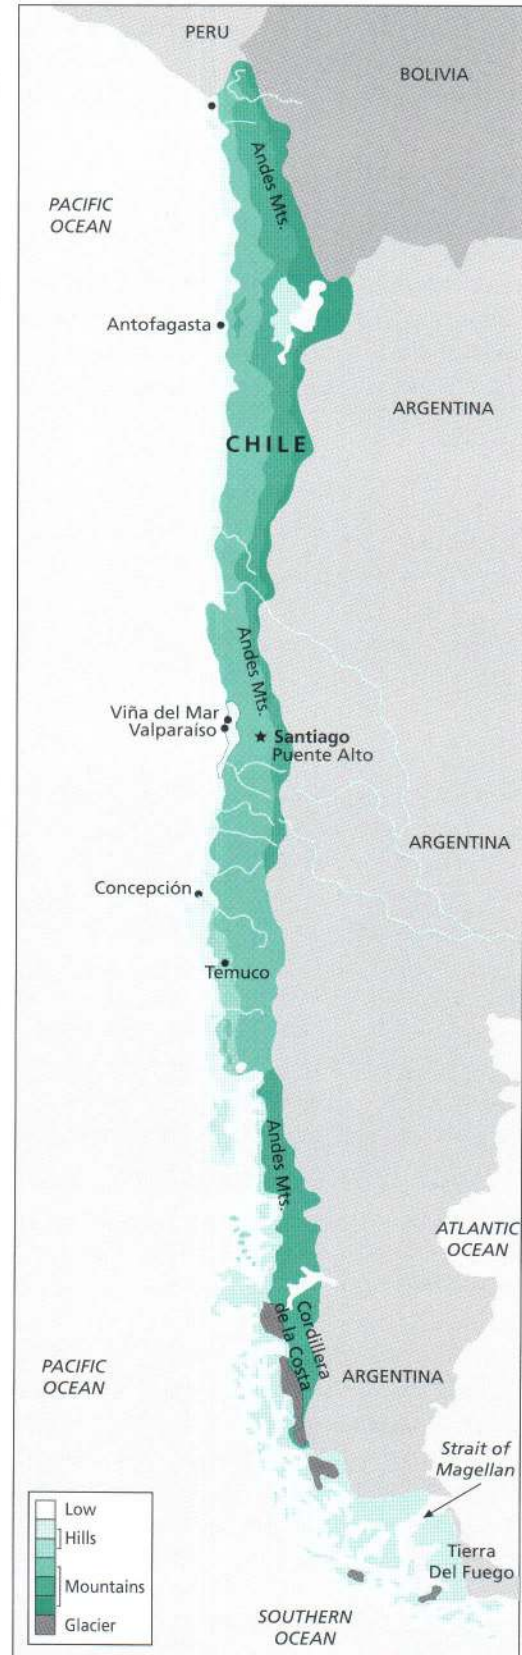 PERU
BOLIVIA
Andes Mts.
PACIFIC
OCEAN
Antofagasta
ARGENTINA
CHILE
Andes Mts.
Viña del Mar
Valparaíso
Santiago
Puente Alto
ARGENTINA
Concepción
Temuco
Andes Mts.
ATLANTIC
OCEAN
Cordillera
de la Costa
PACIFIC
OCEAN
ARGENTINA
Strait of
Magellan
Tierra
Del Fuego
Low
Hills
Mountains
Glacier
SOUTHERN
OCEAN